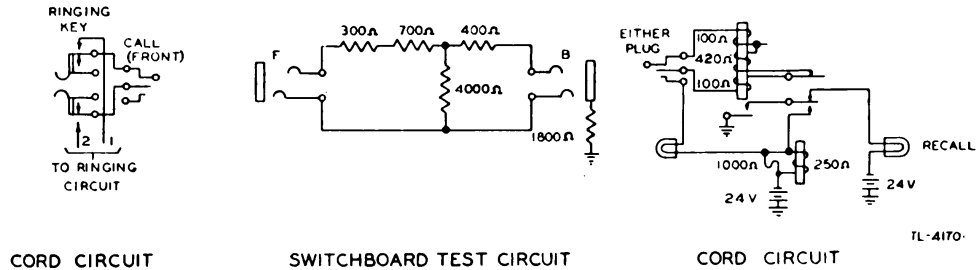 RINGING
KEY
CALL
(FRONT)
2
1
TO RINGING
CIRCUIT
CORD CIRCUIT
F
300Ω
700Ω
400Ω
4000Ω
B
1800Ω
SWITCHBOARD TEST CIRCUIT
EITHER
PLUG
100Ω
420Ω
100Ω
1000Ω
250Ω
24V
RECALL
24V
CORD CIRCUIT
TL-4170.